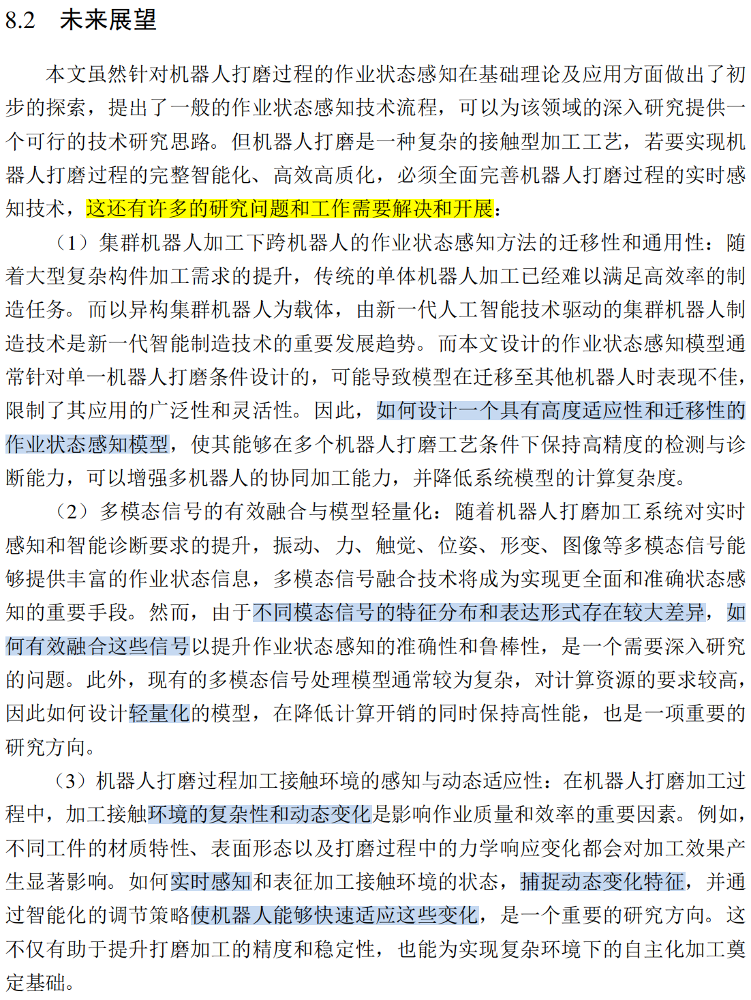 8.2 未来展望
本文虽然针对机器人打磨过程的作业状态感知在基础理论及应用方面做出了初
步的探索，提出了一般的作业状态感知技术流程，可以为该领域的深入研究提供一
个可行的技术研究思路。但机器人打磨是一种复杂的接触型加工工艺，若要实现机
器人打磨过程的完整智能化、高效高质化，必须全面完善机器人打磨过程的实时感
知技术，这还有许多的研究问题和工作需要解决和开展：
（1）集群机器人加工下跨机器人的作业状态感知方法的迁移性和通用性：随
着大型复杂构件加工需求的提升，传统的单体机器人加工已经难以满足高效率的制
造任务。而以异构集群机器人为载体，由新一代人工智能技术驱动的集群机器人制
造技术是新一代智能制造技术的重要发展趋势。而本文设计的作业状态感知模型通
常针对单一机器人打磨条件设计的，可能导致模型在迁移至其他机器人时表现不佳，
限制了其应用的广泛性和灵活性。因此，如何设计一个具有高度适应性和迁移性的
作业状态感知模型，使其能够在多个机器人打磨工艺条件下保持高精度的检测与诊
断能力，可以增强多机器人的协同加工能力，并降低系统模型的计算复杂度。
（2）多模态信号的有效融合与模型轻量化：随着机器人打磨加工系统对实时
感知和智能诊断要求的提升，振动、力、触觉、位姿、形变、图像等多模态信号能
够提供丰富的作业状态信息，多模态信号融合技术将成为实现更全面和准确状态感
知的重要手段。然而，由于不同模态信号的特征分布和表达形式存在较大差异，如
何有效融合这些信号以提升作业状态感知的准确性和鲁棒性，是一个需要深入研究
的问题。此外，现有的多模态信号处理模型通常较为复杂，对计算资源的要求较高，
因此如何设计轻量化的模型，在降低计算开销的同时保持高性能，也是一项重要的
研究方向。
（3）机器人打磨过程加工接触环境的感知与动态适应性：在机器人打磨加工过
程中，加工接触环境的复杂性和动态变化是影响作业质量和效率的重要因素。例如，
不同工件的材质特性、表面形态以及打磨过程中的力学响应变化都会对加工效果产
生显著影响。如何实时感知和表征加工接触环境的状态，捕捉动态变化特征，并通
过智能化的调节策略使机器人能够快速适应这些变化，是一个重要的研究方向。这
不仅有助于提升打磨加工的精度和稳定性，也能为实现复杂环境下的自主化加工奠
定基础。